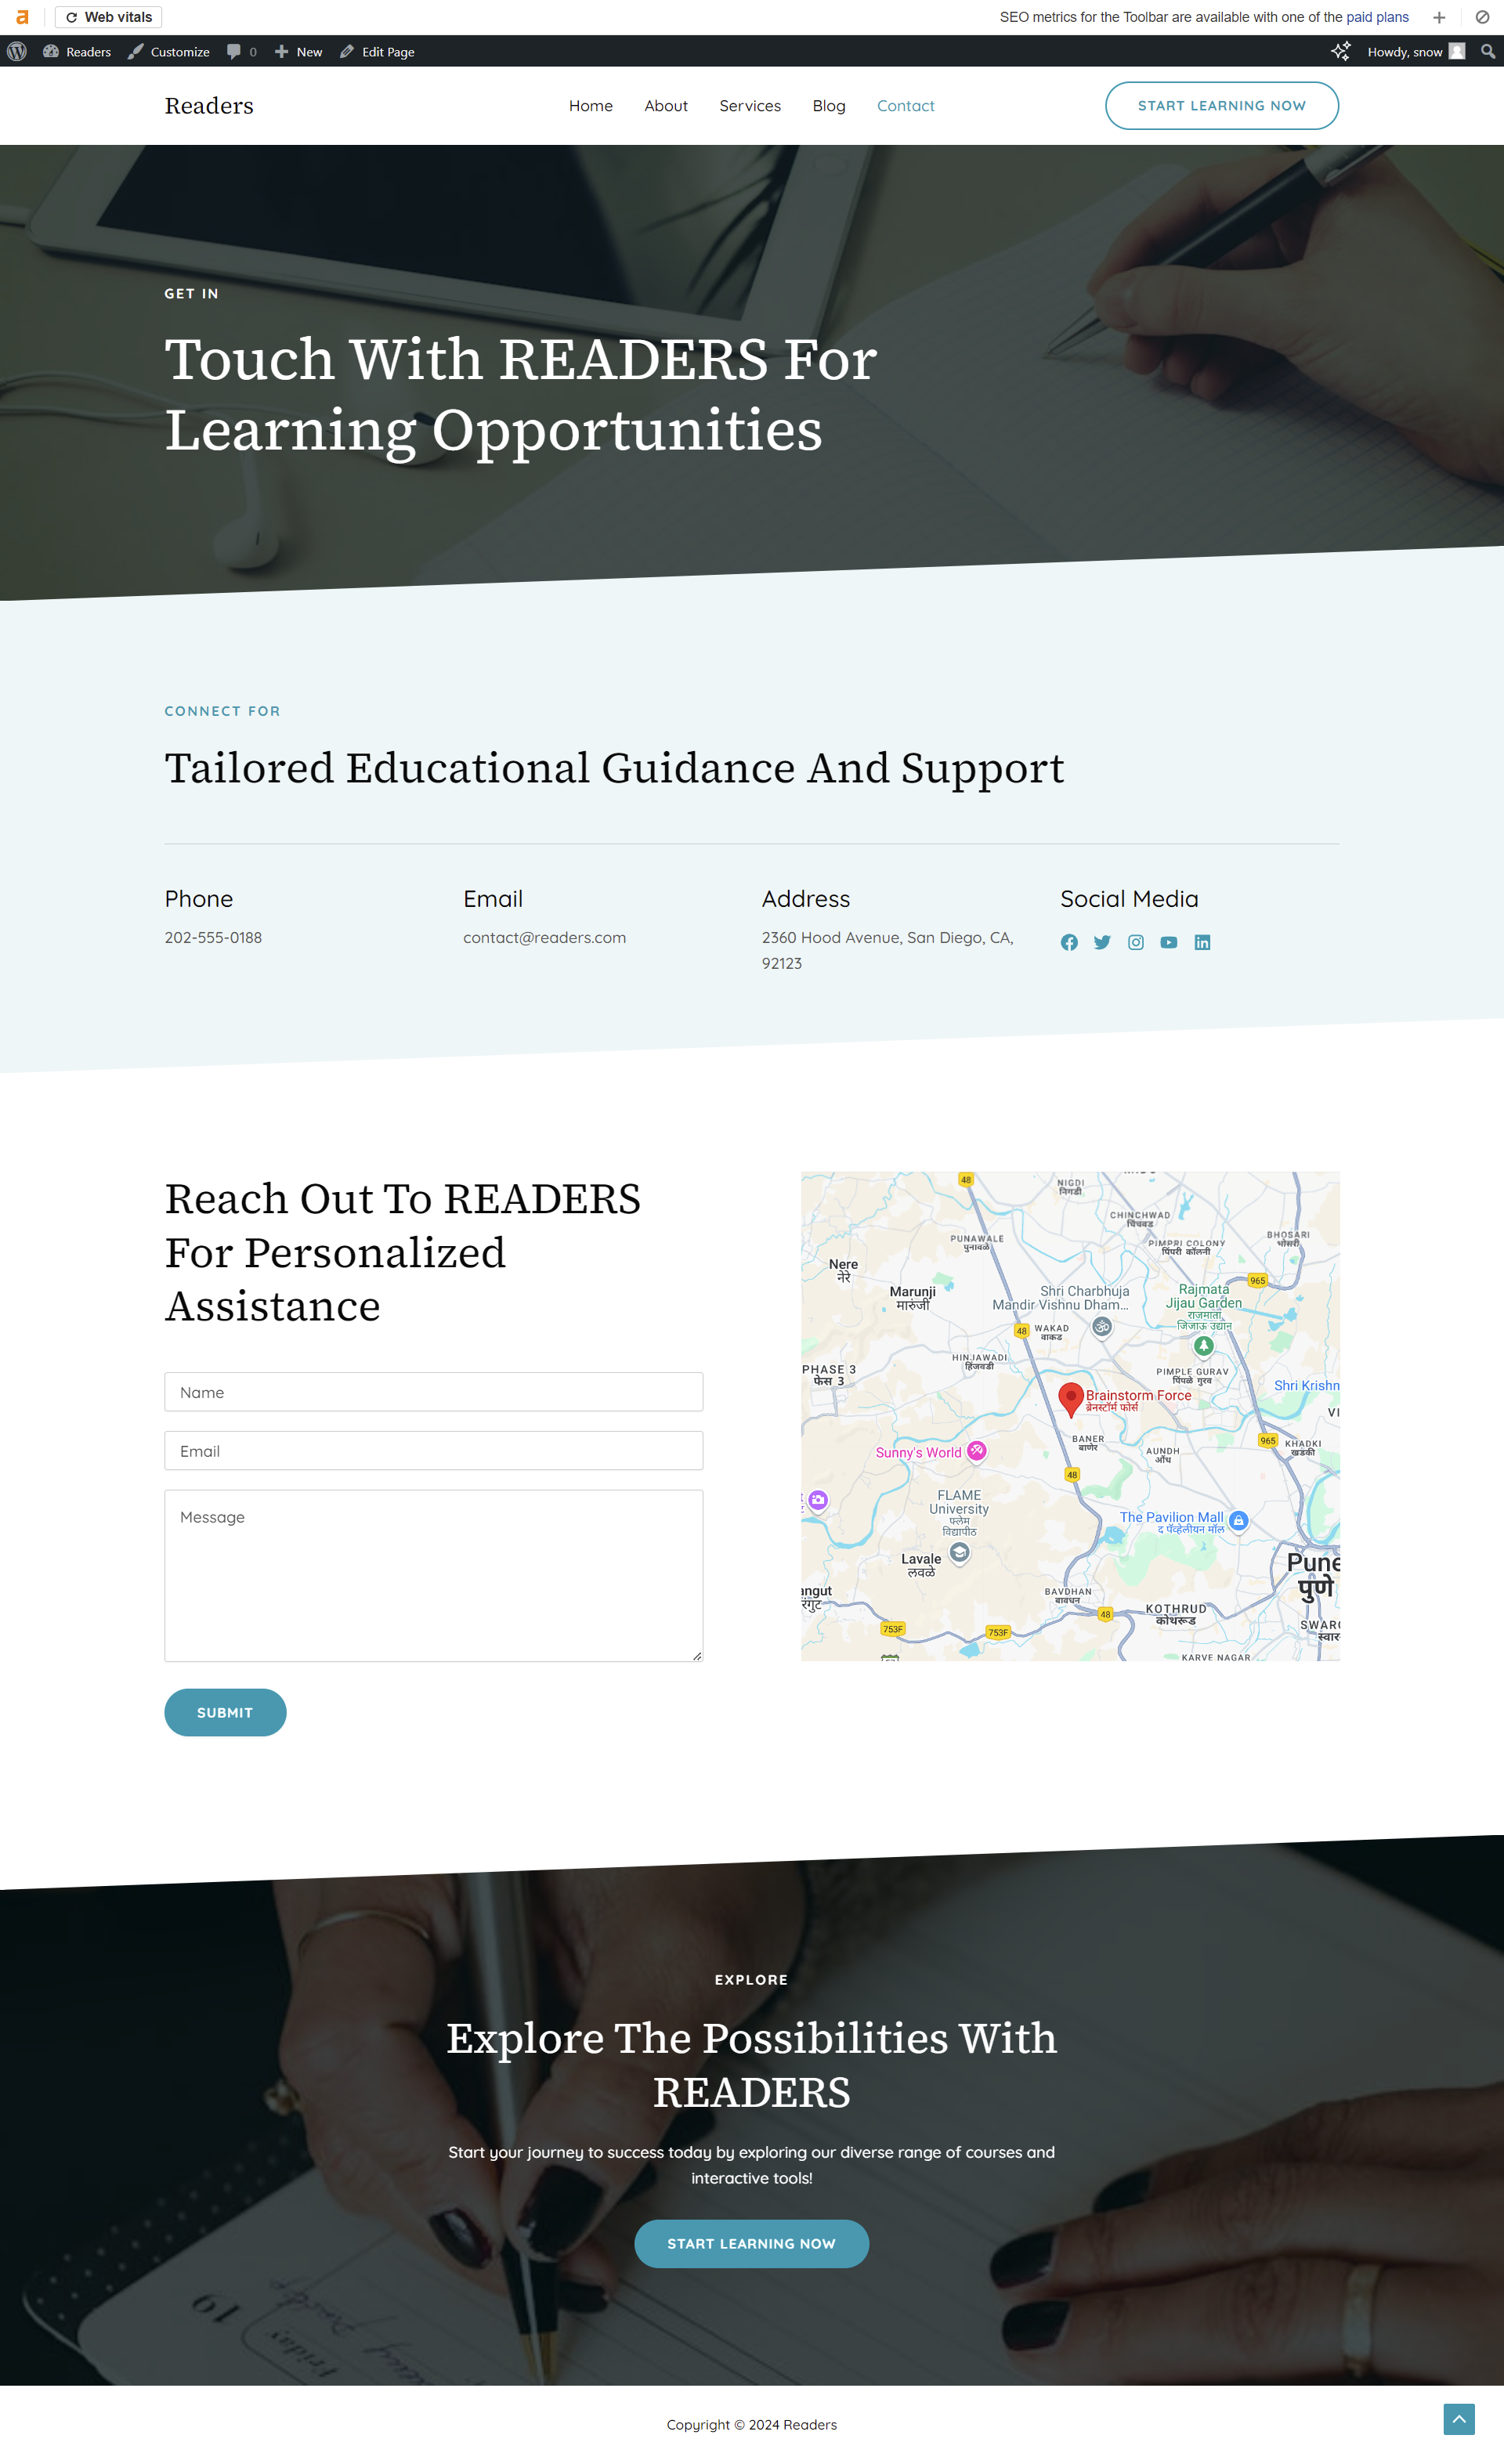 a Web vitals SEO metrics for the Toolbar are available with one of the paid plans
Readers Customize 0 New Edit Page Howdy, snow
Readers Home About Services Blog Contact START LEARNING NOW
GET IN
Touch With READERS For
Learning Opportunities
CONNECT FOR
Tailored Educational Guidance And Support
Phone Email Address Social Media
202-555-0188 contact@readers.com 2360 Hood Avenue, San Diego, CA,
92123
Reach Out To READERS
For Personalized
Assistance
Name
Email
Message
SUBMIT
48
NIGDI
निगडी
CHINCHWAD
चिंचवड
PUNAWALE
पुनावळे
PIMPRI COLONY
पिंपरी कॉलनी
BHOSARI
भोसरी
Nere
नेरे
965
Marunji
मारुंजी
Shri Charbhuja
Mandir Vishnu Dham...
Rajmata
Jijau Garden
राजमाता
जिजाऊ उद्यान
48
WAKAD
वाकड
HINJAWADI
हिंजवडी
PHASE 3
फेस 3
PIMPLE GURAV
पिंपळे गुरव
Shri Krishn
Brainstorm Force
ब्रेनस्टॉर्म फोर्स
VI
BANER
बाणेर
AUNDH
औंध
965
KHADKI
खडकी
Sunny's World
48
FLAME
University
फ्लेम
विद्यापीठ
The Pavilion Mall
द पॅव्हेलीयन मॉल
Lavale
लवळे
Pune
पुणे
angut
रंगुट
BAVDHAN
बावधन
48
KOTHRUD
कोथरूड
753F
753F
SWAR
स्वार
KARVE NAGAR
EXPLORE
Explore The Possibilities With
READERS
Start your journey to success today by exploring our diverse range of courses and
interactive tools!
START LEARNING NOW
19
friday
Copyright © 2024 Readers